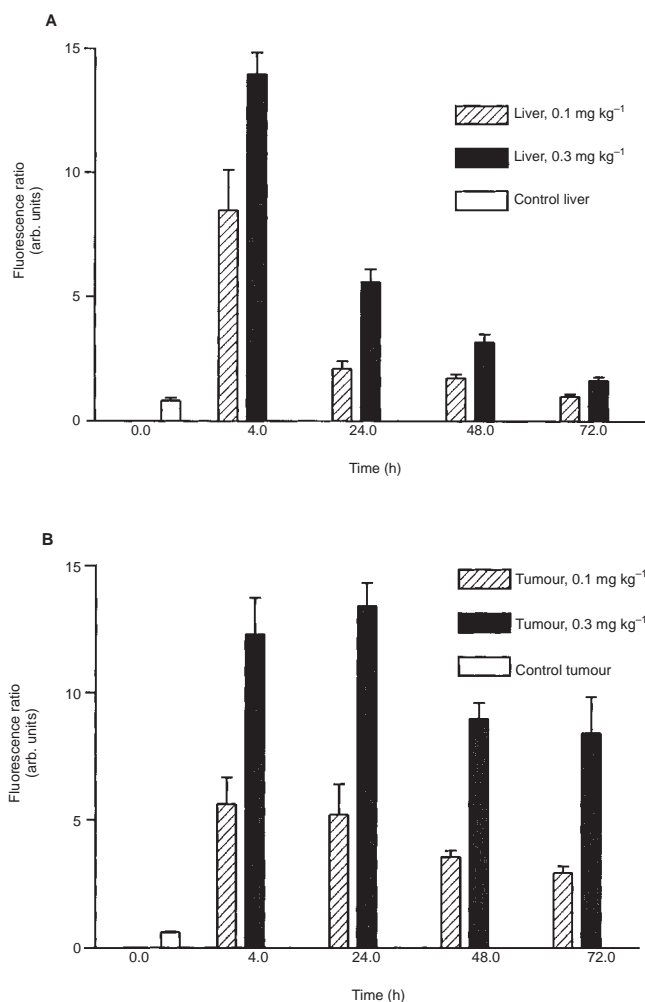 A
15
10
5
0
Fluorescence ratio
(arb. units)
Liver, 0.1 mg kg⁻¹
Liver, 0.3 mg kg⁻¹
Control liver
0.0 4.0 24.0 48.0 72.0
Time (h)
B
15
10
5
0
Fluorescence ratio
(arb. units)
Tumour, 0.1 mg kg⁻¹
Tumour, 0.3 mg kg⁻¹
Control tumour
0.0 4.0 24.0 48.0 72.0
Time (h)